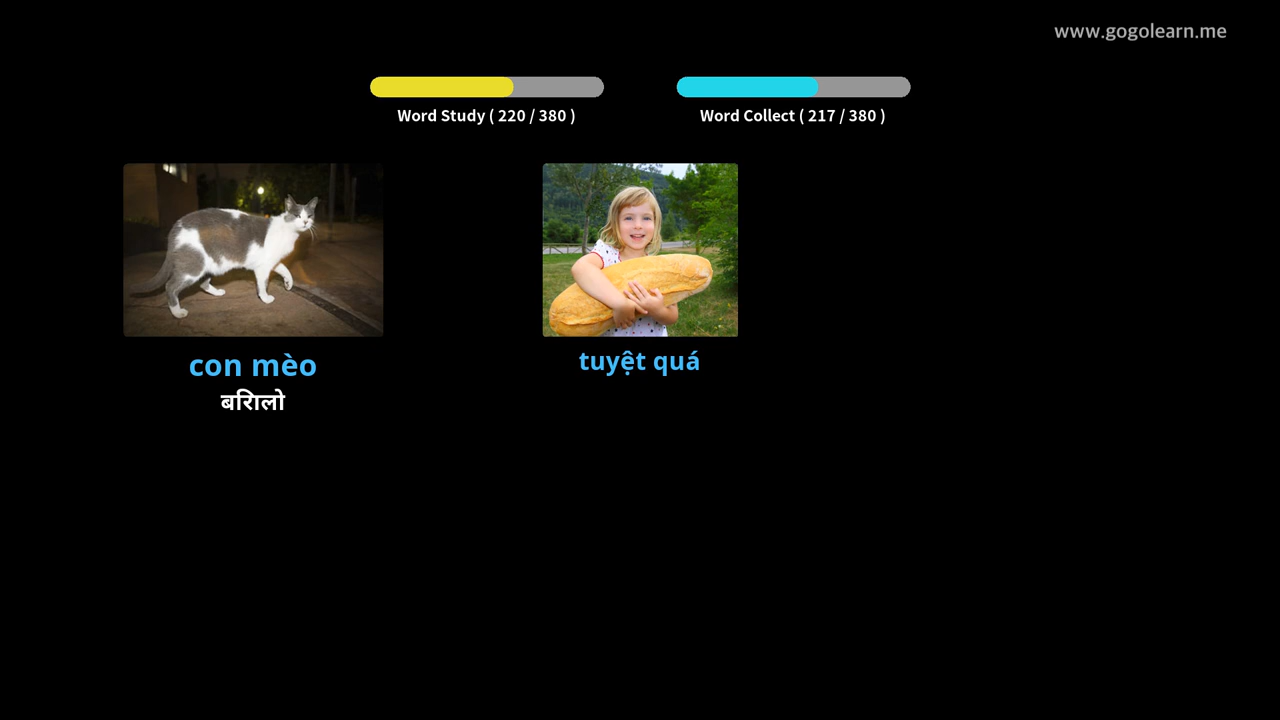 www.gogolearn.me
Word Study ( 220 / 380 )
Word Collect ( 217 / 380 )
con mèo
tuyệt quá
बिरालो